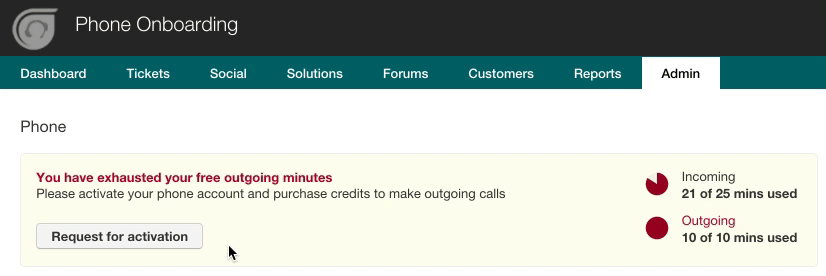 Phone Onboarding
Dashboard Tickets Social Solutions Forums Customers Reports Admin
Phone
You have exhausted your free outgoing minutes
Please activate your phone account and purchase credits to make outgoing calls
Request for activation
Incoming
21 of 25 mins used
Outgoing
10 of 10 mins used